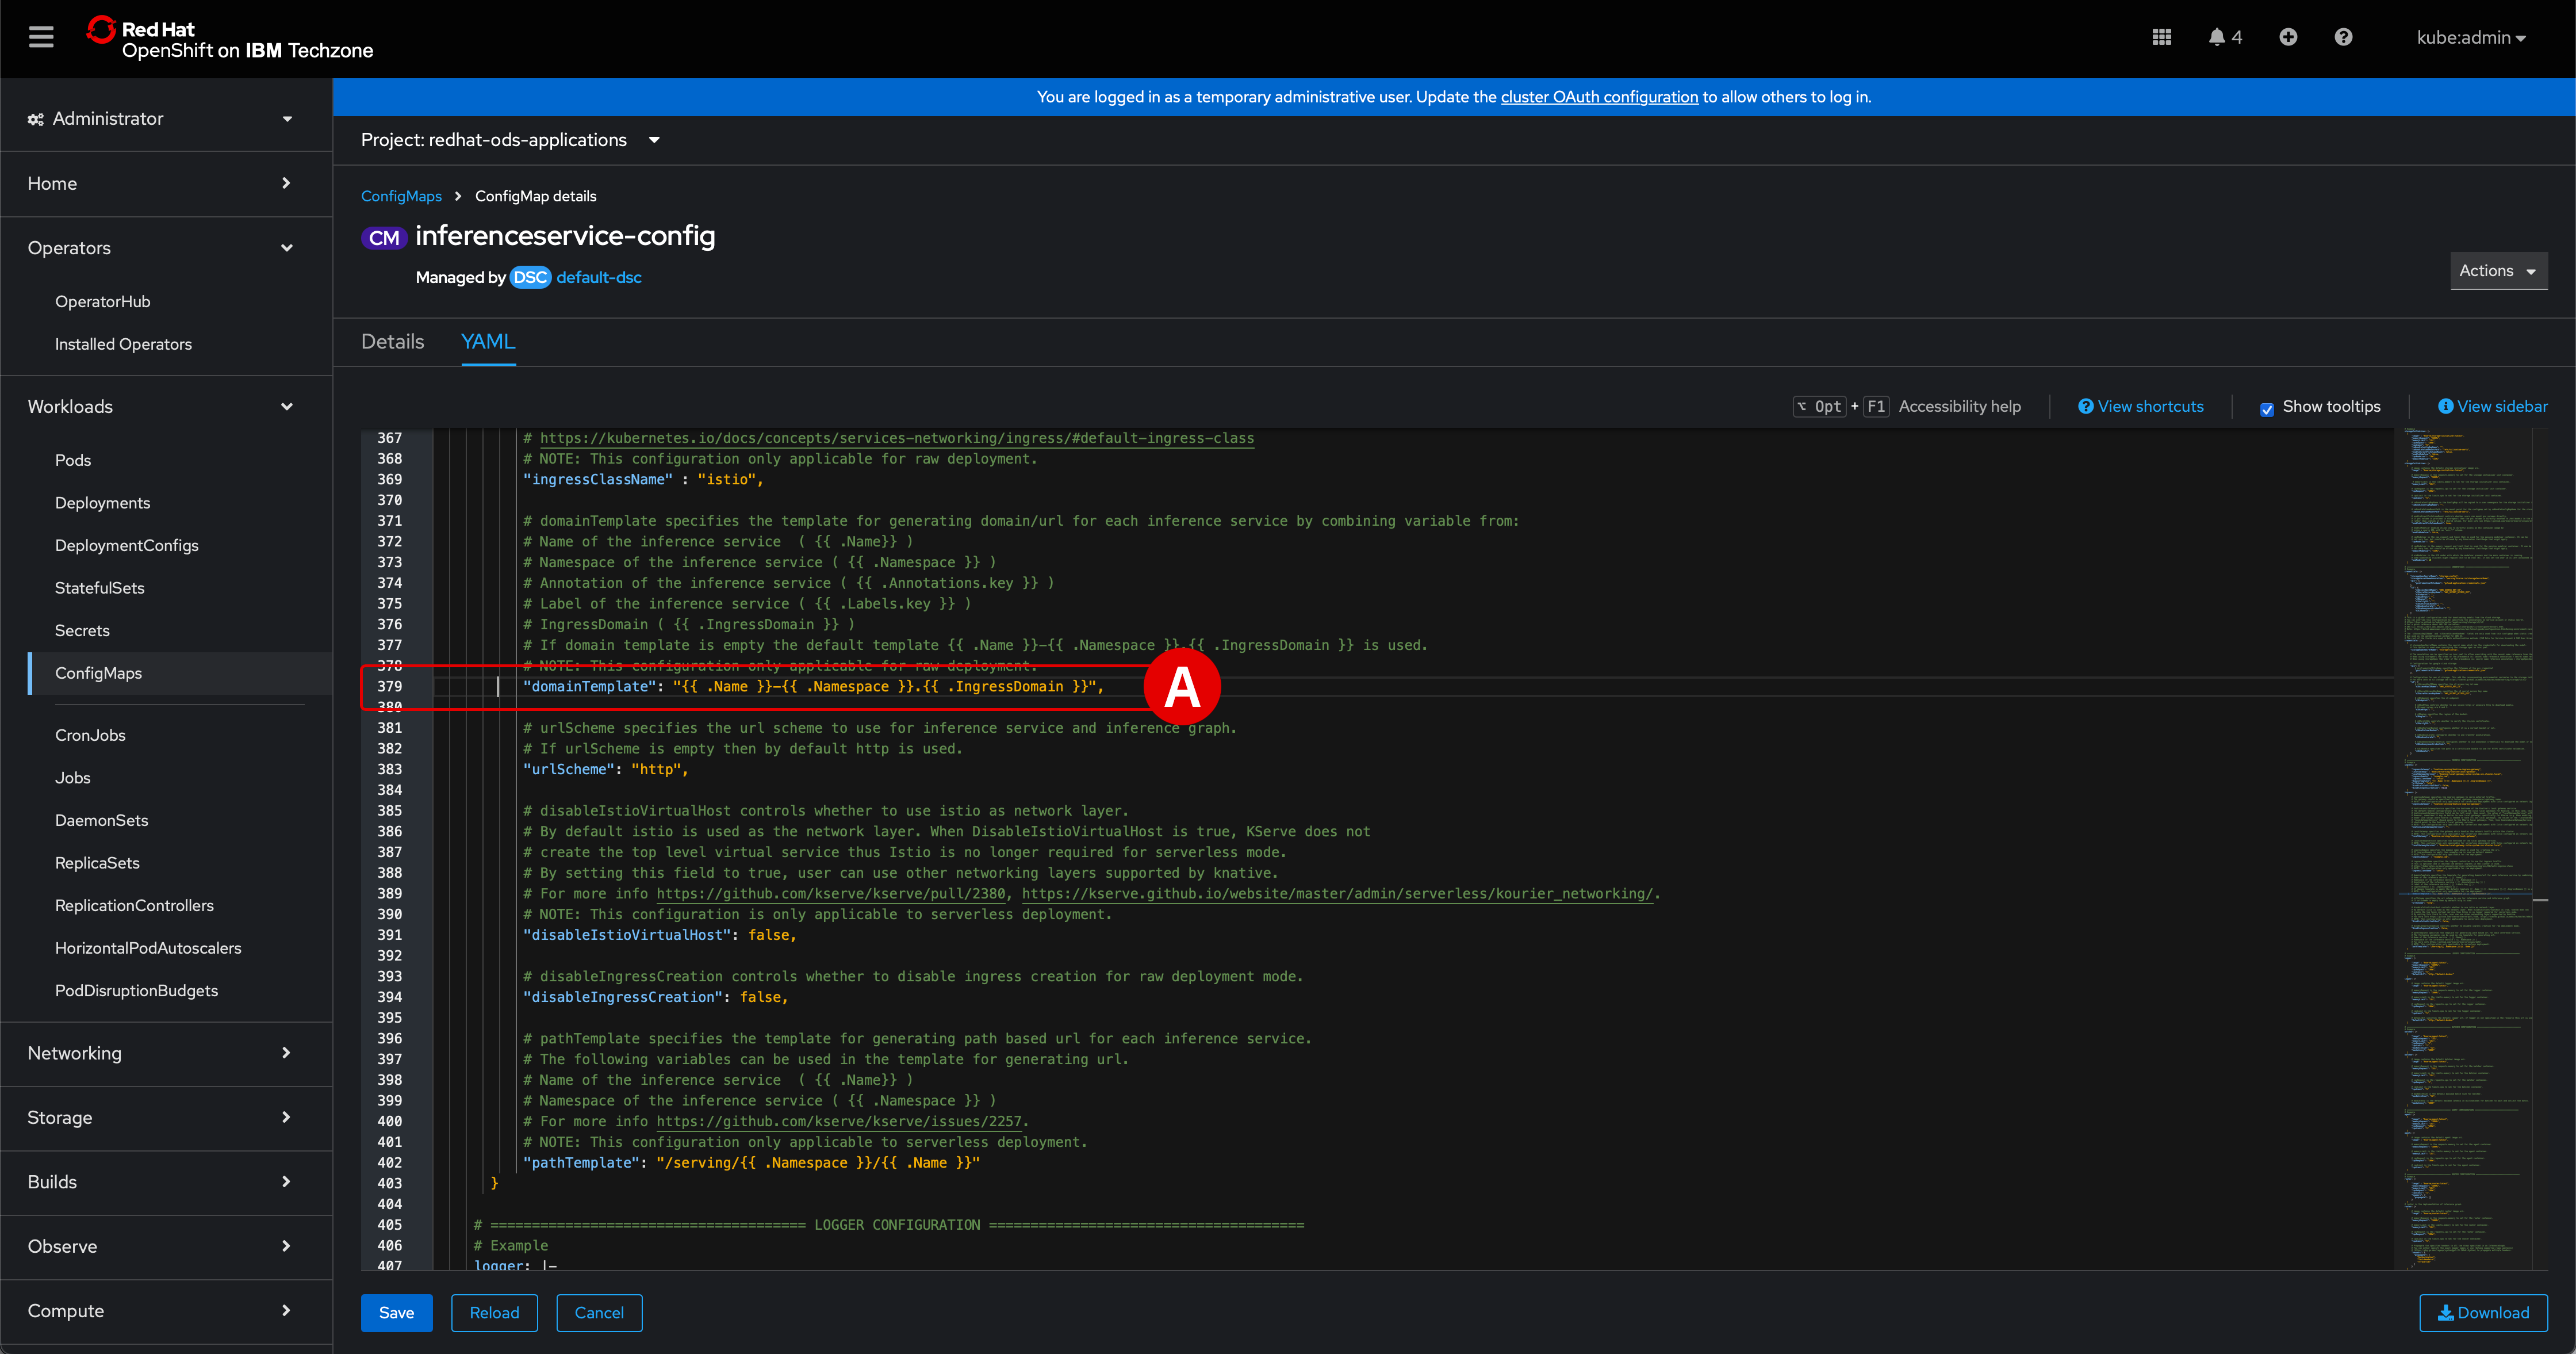 Red Hat
OpenShift on IBM Techzone
4
kube:admin
You are logged in as a temporary administrative user. Update the cluster OAuth configuration to allow others to log in.
Administrator
Home
Operators
OperatorHub
Installed Operators
Workloads
Pods
Deployments
DeploymentConfigs
StatefulSets
Secrets
ConfigMaps
CronJobs
Jobs
DaemonSets
ReplicaSets
ReplicationControllers
HorizontalPodAutoscalers
PodDisruptionBudgets
Networking
Storage
Builds
Observe
Compute
Project: redhat-ods-applications
ConfigMaps > ConfigMap details
CM inferenceservice-config
Managed by DSC default-dsc
Actions
Details YAML
⌥ Opt + F1 Accessibility help View shortcuts Show tooltips View sidebar
367 # https://kubernetes.io/docs/concepts/services-networking/ingress/#default-ingress-class
368 # NOTE: This configuration only applicable for raw deployment.
369 "ingressClassName" : "istio",
370
371 # domainTemplate specifies the template for generating domain/url for each inference service by combining variable from:
372 # Name of the inference service  ( {{ .Name}} )
373 # Namespace of the inference service ( {{ .Namespace }} )
374 # Annotation of the inference service ( {{ .Annotations.key }} )
375 # Label of the inference service ( {{ .Labels.key }} )
376 # IngressDomain ( {{ .IngressDomain }} )
377 # If domain template is empty the default template {{ .Name }}-{{ .Namespace }}.{{ .IngressDomain }} is used.
378 # NOTE: This configuration only applicable for raw deployment.
379 "domainTemplate": "{{ .Name }}-{{ .Namespace }}.{{ .IngressDomain }}",
A
380
381 # urlScheme specifies the url scheme to use for inference service and inference graph.
382 # If urlScheme is empty then by default http is used.
383 "urlScheme": "http",
384
385 # disableIstioVirtualHost controls whether to use istio as network layer.
386 # By default istio is used as the network layer. When DisableIstioVirtualHost is true, KServe does not
387 # create the top level virtual service thus Istio is no longer required for serverless mode.
388 # By setting this field to true, user can use other networking layers supported by knative.
389 # For more info https://github.com/kserve/kserve/pull/2380, https://kserve.github.io/website/master/admin/serverless/kourier_networking/.
390 # NOTE: This configuration is only applicable to serverless deployment.
391 "disableIstioVirtualHost": false,
392
393 # disableIngressCreation controls whether to disable ingress creation for raw deployment mode.
394 "disableIngressCreation": false,
395
396 # pathTemplate specifies the template for generating path based url for each inference service.
397 # The following variables can be used in the template for generating url.
398 # Name of the inference service  ( {{ .Name}} )
399 # Namespace of the inference service ( {{ .Namespace }} )
400 # For more info https://github.com/kserve/kserve/issues/2257.
401 # NOTE: This configuration only applicable to serverless deployment.
402 "pathTemplate": "/serving/{{ .Namespace }}/{{ .Name }}"
403 }
404
405 # ====================================== LOGGER CONFIGURATION ======================================
406 # Example
407 logger: |-
Save Reload Cancel Download